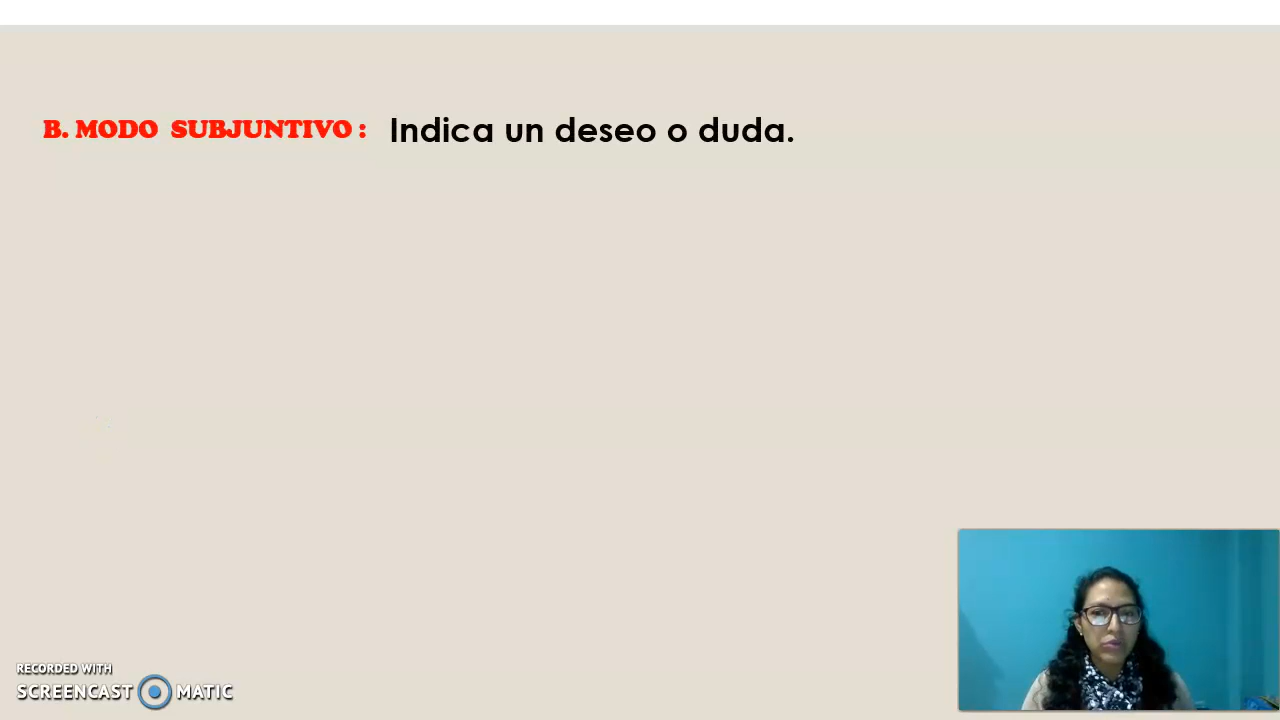 B. MODO SUBJUNTIVO : Indica un deseo o duda.
RECORDED WITH
SCREENCAST MATIC